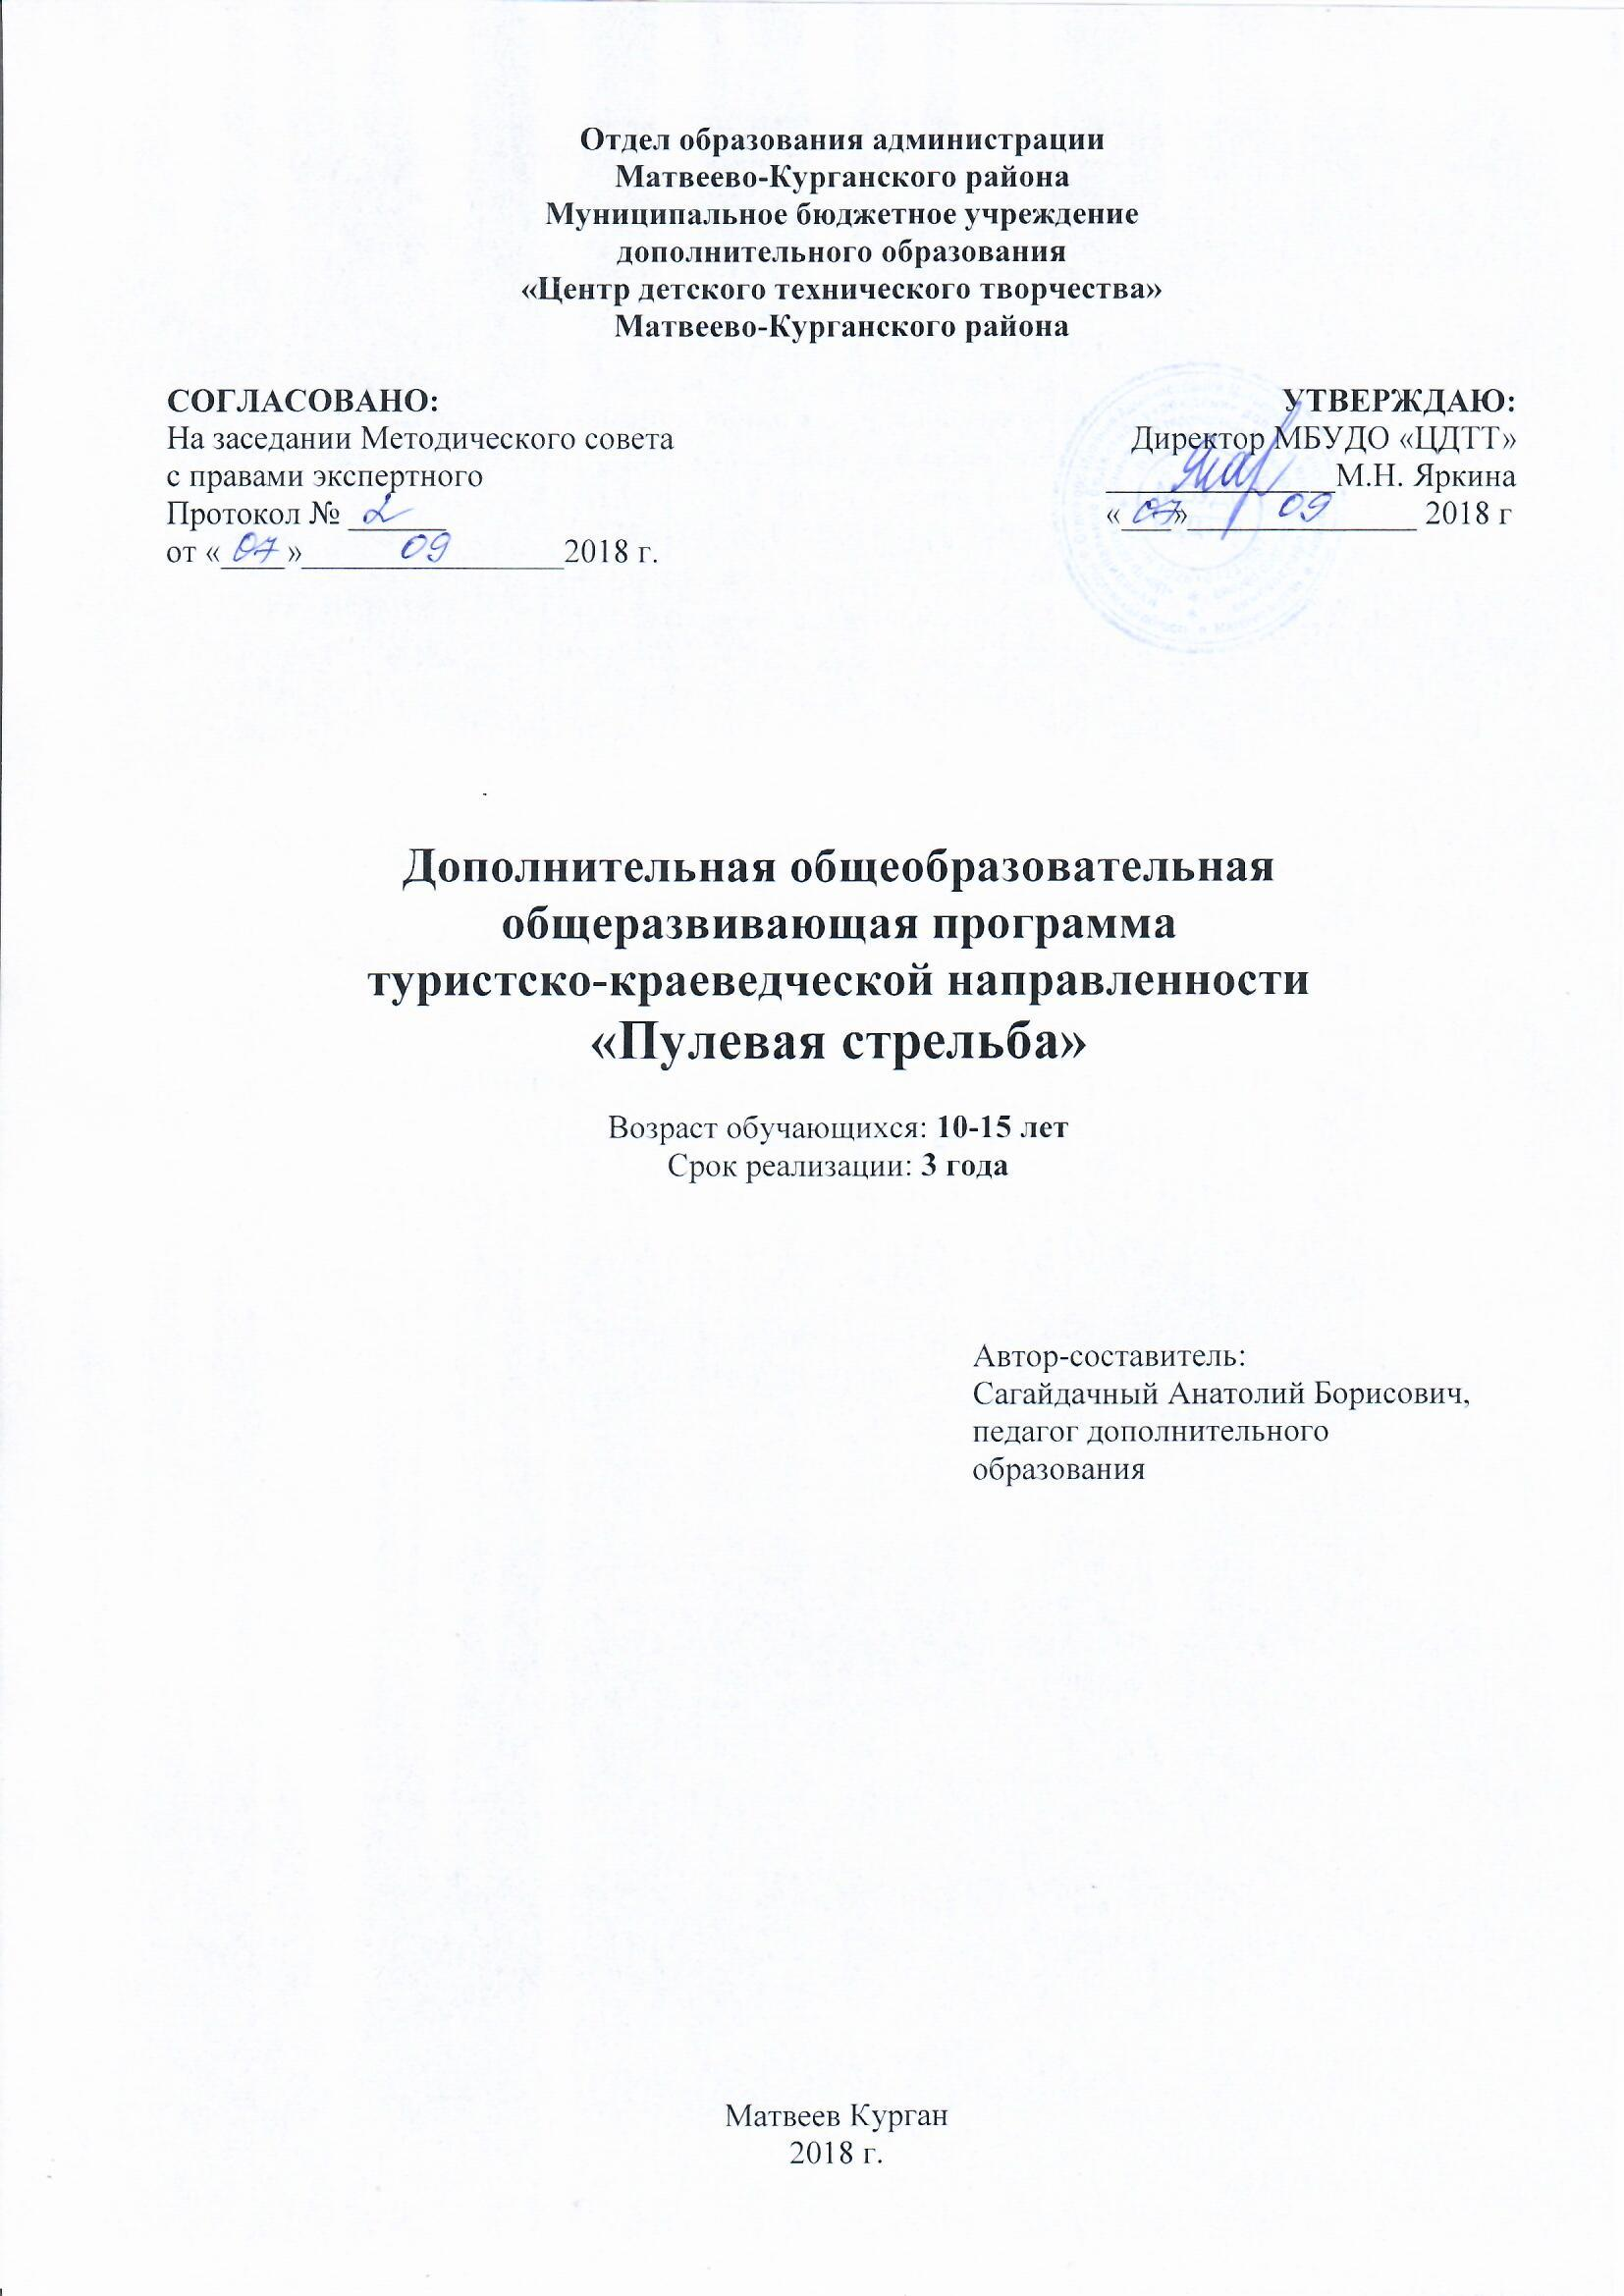 Отдел образования администрации
Матвеево-Курганского района
Муниципальное бюджетное учреждение
дополнительного образования
«Центр детского технического творчества»
Матвеево-Курганского района
СОГЛАСОВАНО:
На заседании Методического совета
с правами экспертного
Протокол № 2
от «07»09 2018 г.
УТВЕРЖДАЮ:
Директор МБУДО «ЦДТТ»
М.Н. Яркина
«07» 09 2018 г
Дополнительная общеобразовательная
общеразвивающая программа
туристско-краеведческой направленности
«Пулевая стрельба»
Возраст обучающихся: 10-15 лет
Срок реализации: 3 года
Автор-составитель:
Сагайдачный Анатолий Борисович,
педагог дополнительного
образования
Матвеев Курган
2018 г.